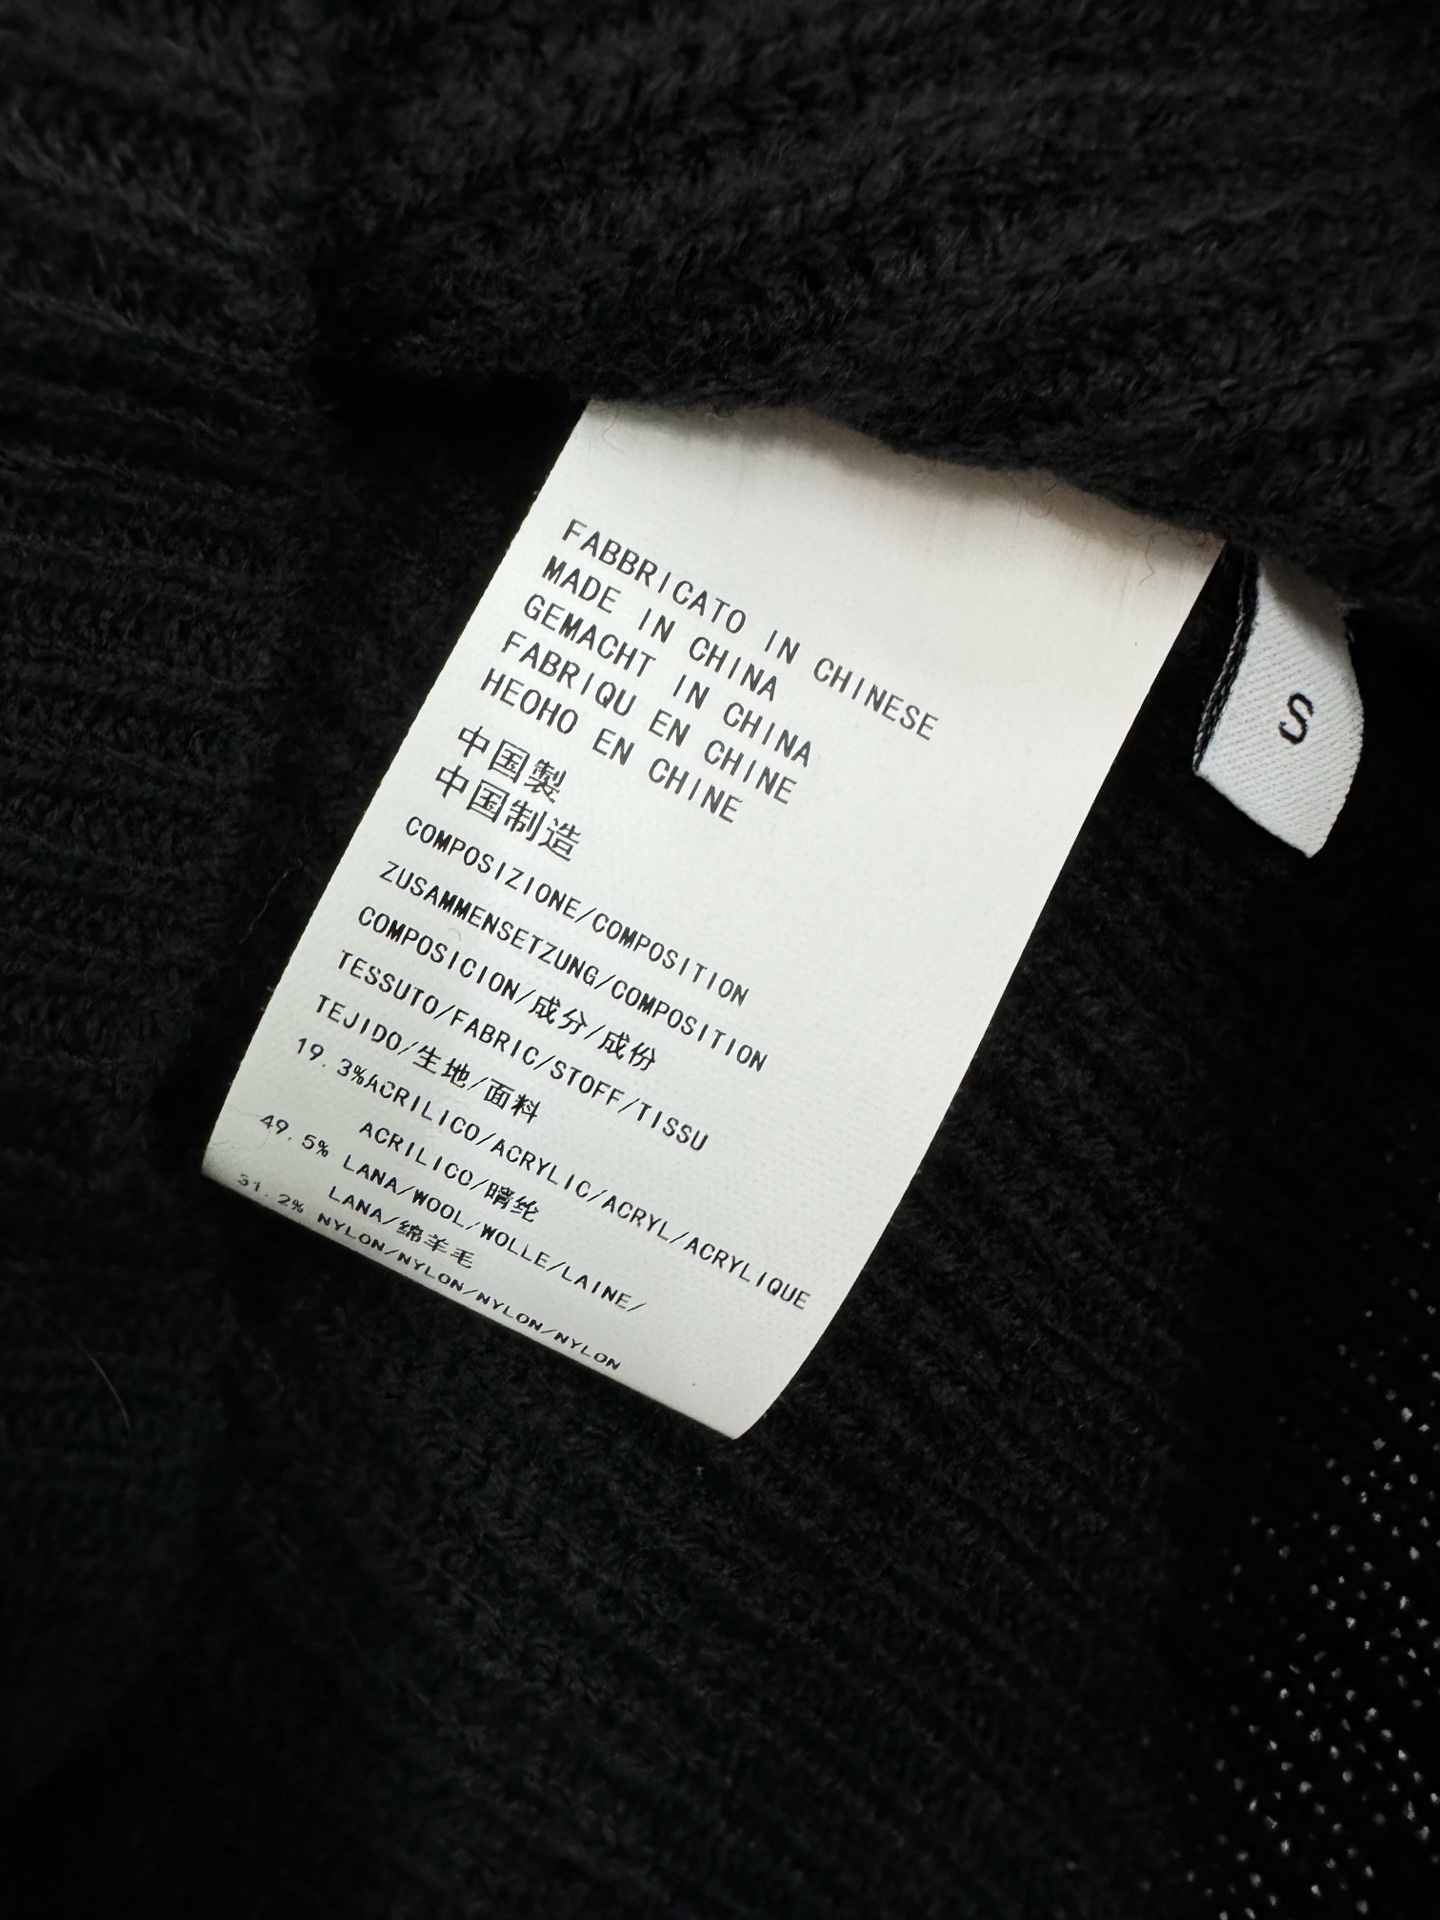 FABBRICATO IN CHINESE
MADE IN CHINA
GEMACHT IN CHINA
FABRIQU EN CHINE
HEOHO EN CHINE
中国製
中国制造
COMPOSIZIONE/COMPOSITION
ZUSAMMENSETZUNG/COMPOSITION
COMPOSICION/成分/成份
TESSUTO/FABRIC/STOFF/TISSU
TEJIDO/生地/面料
19.3%ACRILICO/ACRYLIC/ACRYL/ACRYLIQUE
ACRILICO/晴纶
49.5% LANA/WOOL/WOLLE/LAINE/
LANA/绵羊毛
31.2% NYLON/NYLON/NYLON/NYLON
S